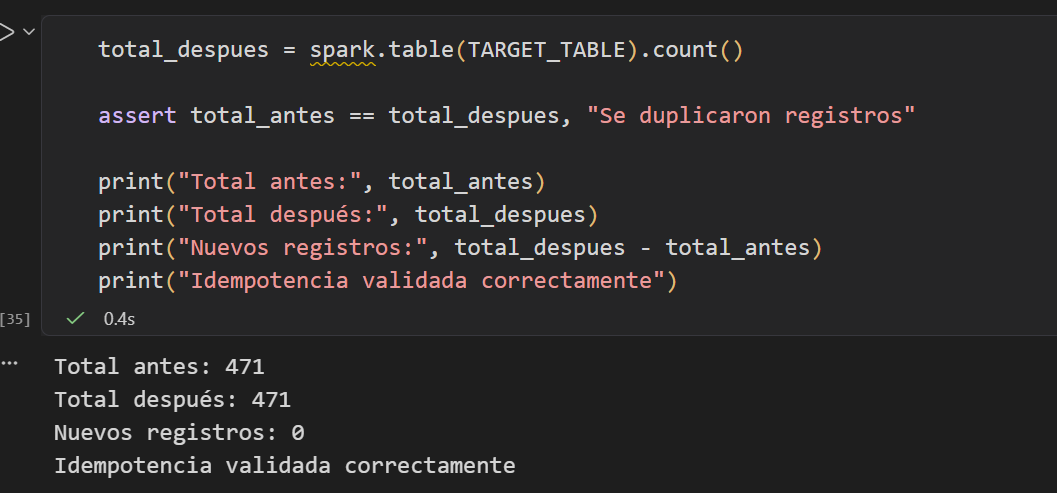 total_despues = spark.table(TARGET_TABLE).count()
assert total_antes == total_despues, "Se duplicaron registros"
print("Total antes:", total_antes)
print("Total después:", total_despues)
print("Nuevos registros:", total_despues - total_antes)
print("Idempotencia validada correctamente")
[35]
0.4s
Total antes: 471
Total después: 471
Nuevos registros: 0
Idempotencia validada correctamente